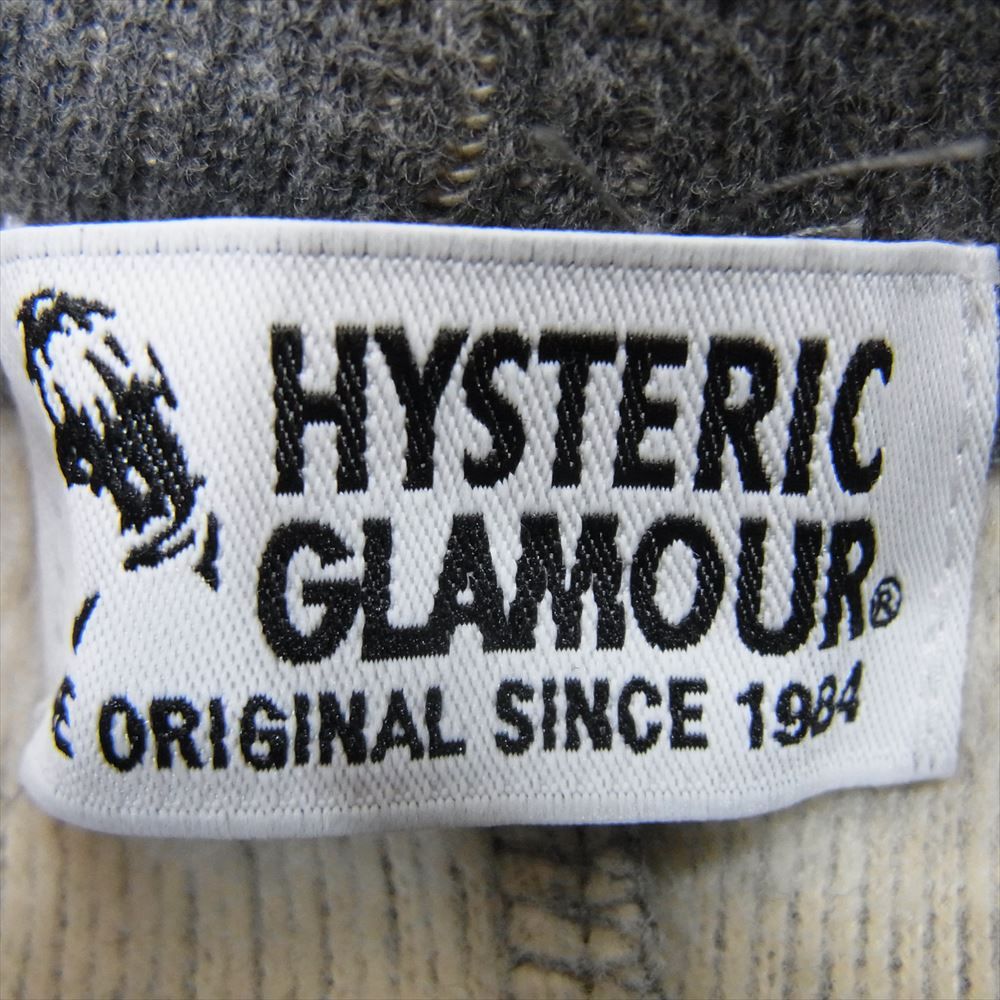 HYSTERIC
GLAMOUR®
ORIGINAL SINCE 1984